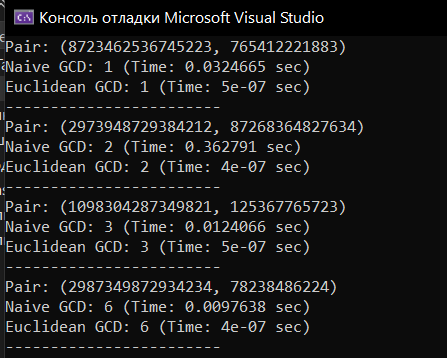 Консоль отладки Microsoft Visual Studio
Pair: (8723462536745223, 765412221883)
Naive GCD: 1 (Time: 0.0324665 sec)
Euclidean GCD: 1 (Time: 5e-07 sec)
------------------------
Pair: (2973948729384212, 87268364827634)
Naive GCD: 2 (Time: 0.362791 sec)
Euclidean GCD: 2 (Time: 4e-07 sec)
------------------------
Pair: (1098304287349821, 125367765723)
Naive GCD: 3 (Time: 0.0124066 sec)
Euclidean GCD: 3 (Time: 5e-07 sec)
------------------------
Pair: (2987349872934234, 78238486224)
Naive GCD: 6 (Time: 0.0097638 sec)
Euclidean GCD: 6 (Time: 4e-07 sec)
------------------------